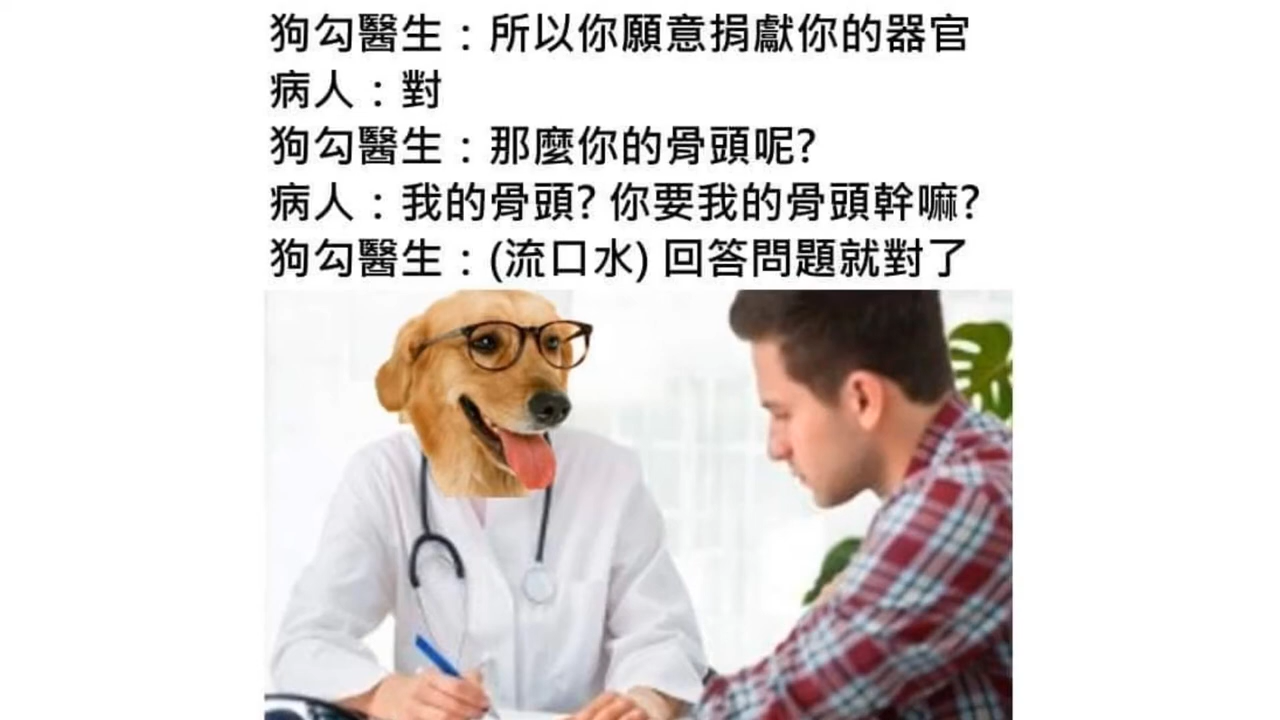 狗勾醫生：所以你願意捐獻你的器官
病人：對
狗勾醫生：那麼你的骨頭呢?
病人：我的骨頭? 你要我的骨頭幹嘛?
狗勾醫生：(流口水) 回答問題就對了